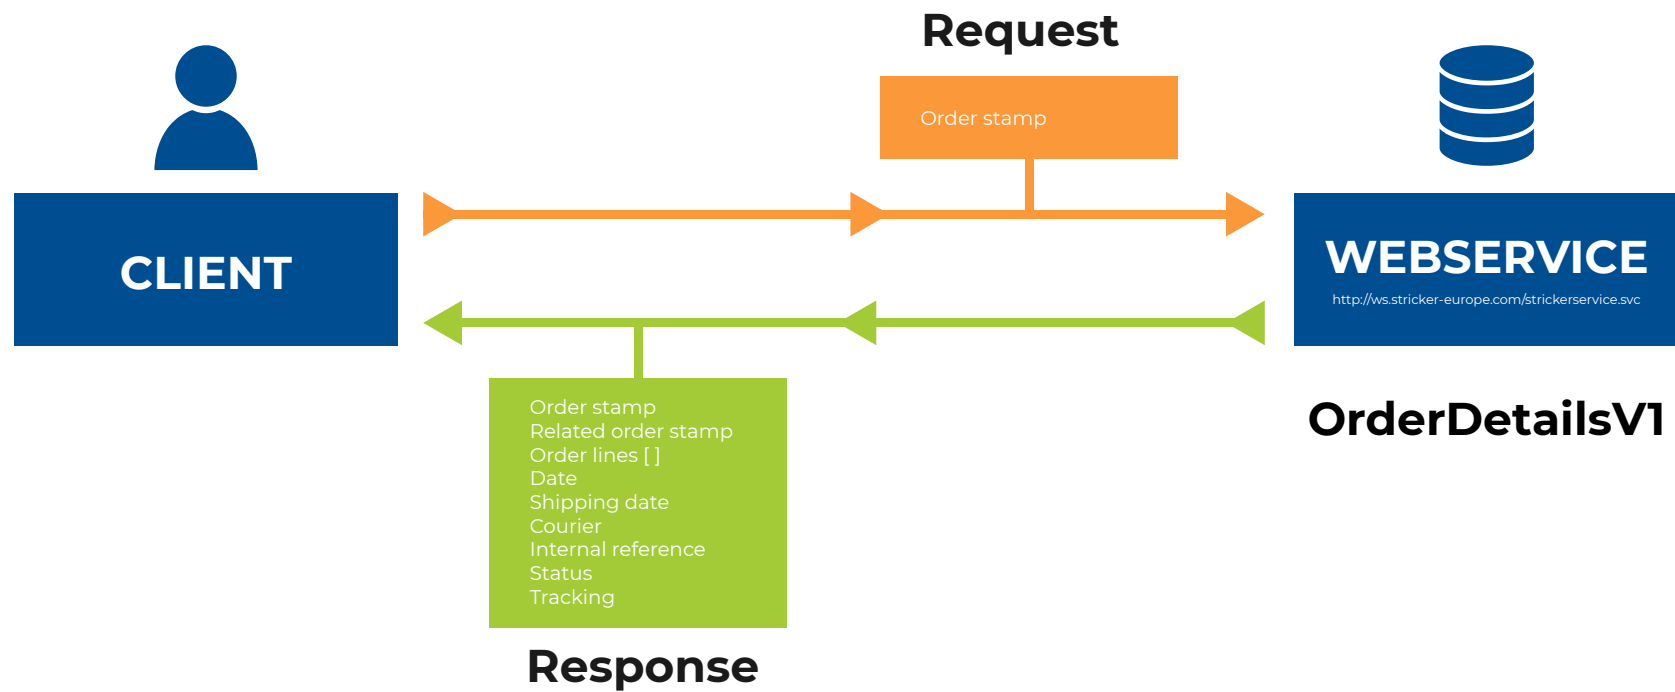 Request
Order stamp
CLIENT
WEBSERVICE
http://ws.stricker-europe.com/strickerservice.svc
OrderDetailsV1
Order stamp
Related order stamp
Order lines [ ]
Date
Shipping date
Courier
Internal reference
Status
Tracking
Response